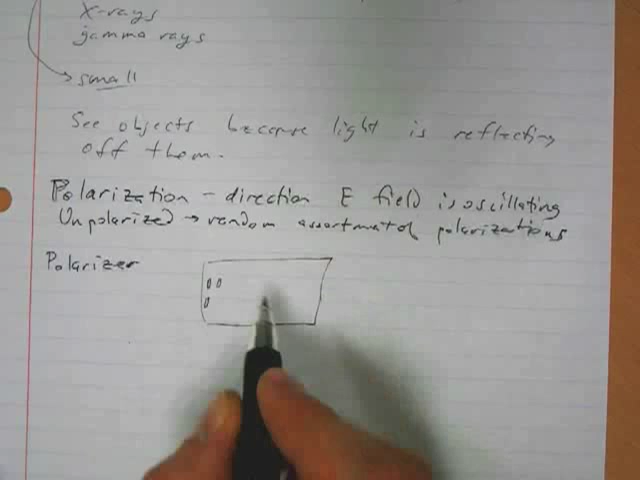 x-rays
gamma rays
small
See objects because light is reflecting
off them.
Polarization - direction E field is oscillating
Unpolarized → random assortment of polarizations
Polarizer